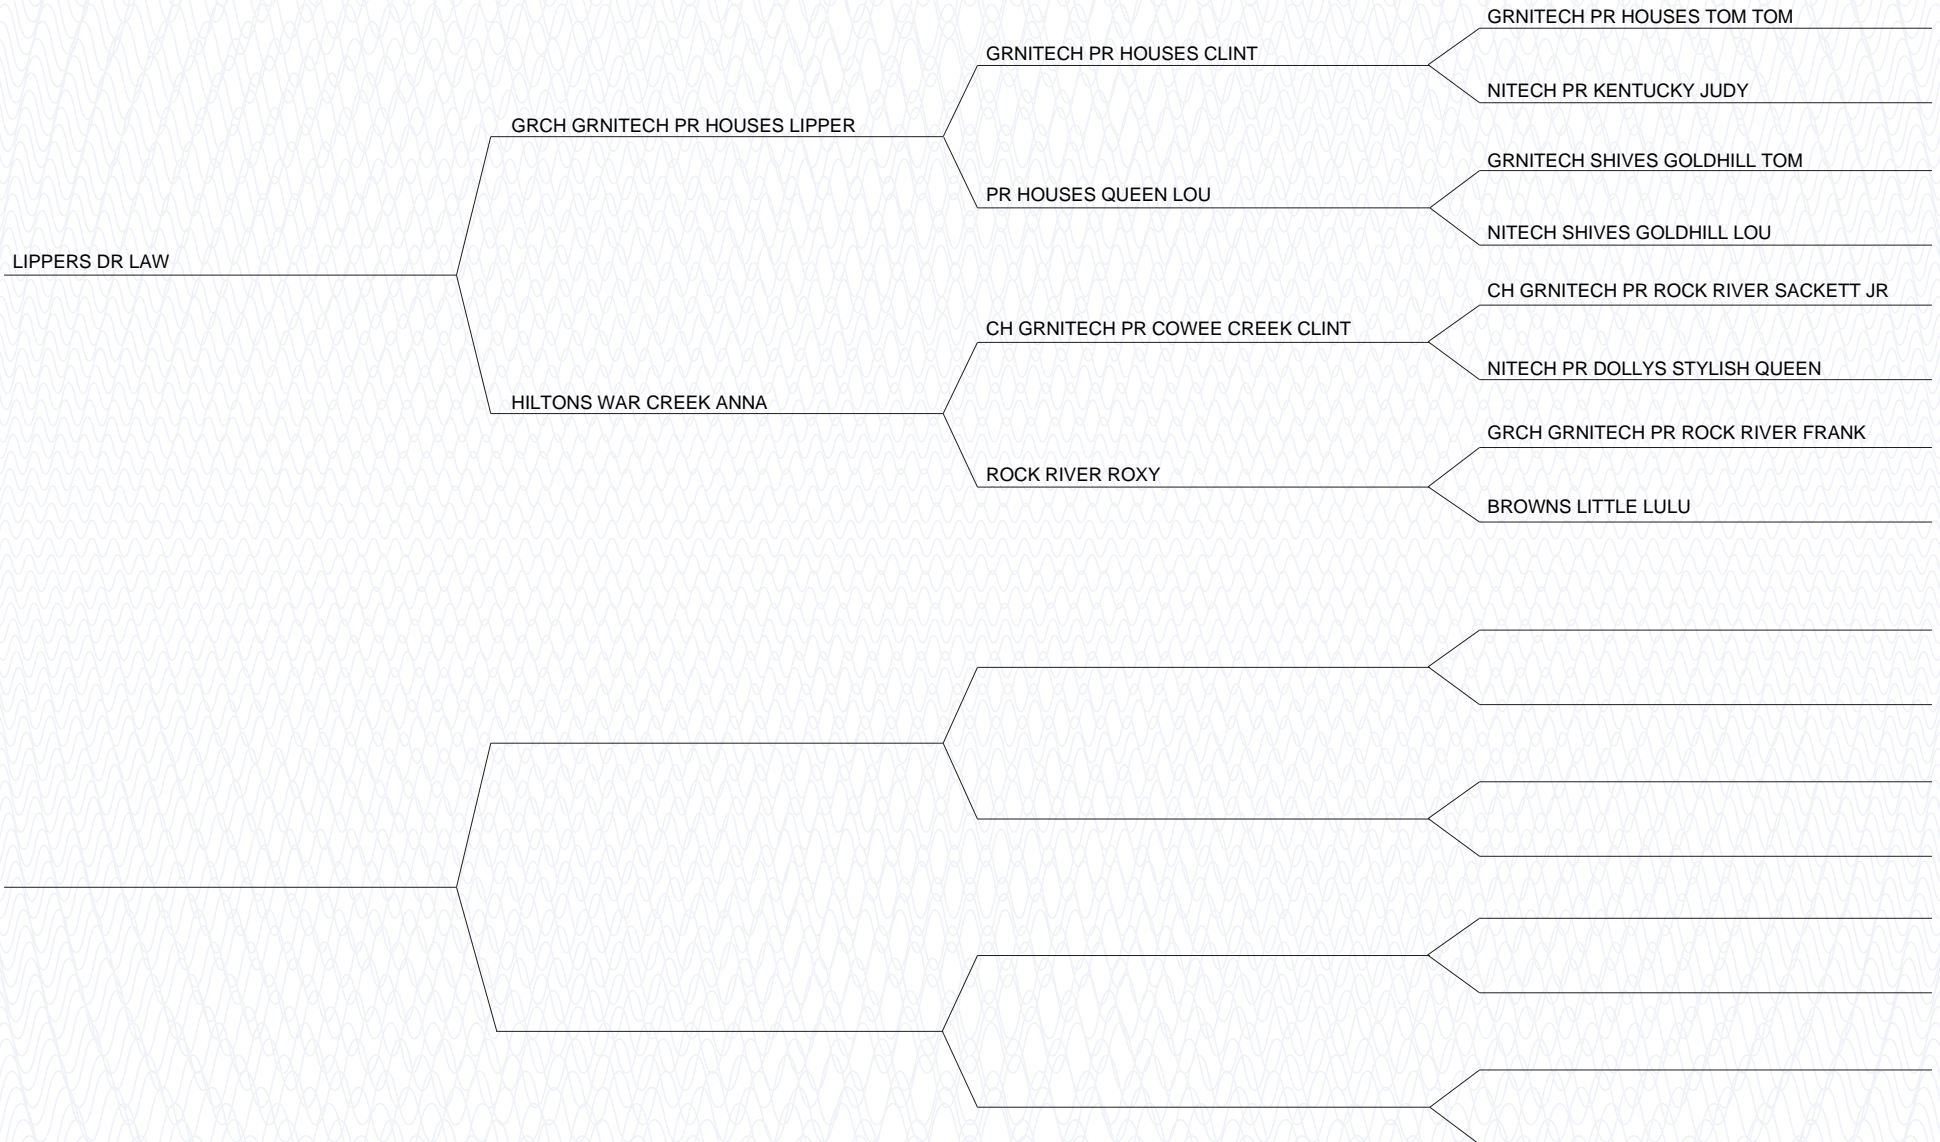 GRNITECH PR HOUSES TOM TOM
GRNITECH PR HOUSES CLINT
NITECH PR KENTUCKY JUDY
GRCH GRNITECH PR HOUSES LIPPER
GRNITECH SHIVES GOLDHILL TOM
PR HOUSES QUEEN LOU
NITECH SHIVES GOLDHILL LOU
LIPPERS DR LAW
CH GRNITECH PR ROCK RIVER SACKETT JR
CH GRNITECH PR COWEE CREEK CLINT
NITECH PR DOLLYS STYLISH QUEEN
HILTONS WAR CREEK ANNA
GRCH GRNITECH PR ROCK RIVER FRANK
ROCK RIVER ROXY
BROWNS LITTLE LULU